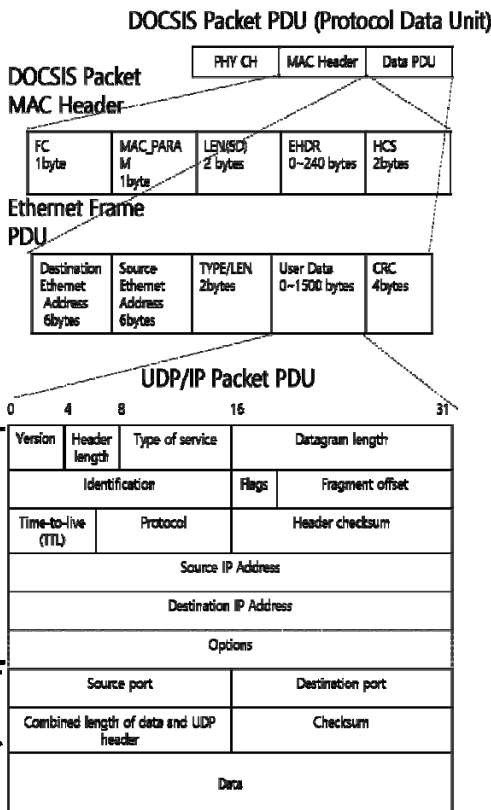 DOCSIS Packet PDU (Protocol Data Unit)
PHY CH MAC Header Data PDU
DOCSIS Packet
MAC Header
FC
1byte
MAC_PARA
M
1byte
LEN(SID)
2 bytes
EHDR
0~240 bytes
HCS
2bytes
Ethernet Frame
PDU
Destination
Ethernet
Address
6bytes
Source
Ethernet
Address
6bytes
TYPE/LEN
2bytes
User Data
0~1500 bytes
CRC
4bytes
UDP/IP Packet PDU
0 4 8 16 31
Version
Header
length
Type of service
Datagram length
Identification
Flags
Fragment offset
Time-to-live
(TTL)
Protocol
Header checksum
Source IP Address
Destination IP Address
Options
Source port
Destination port
Combined length of data and UDP
header
Checksum
Data